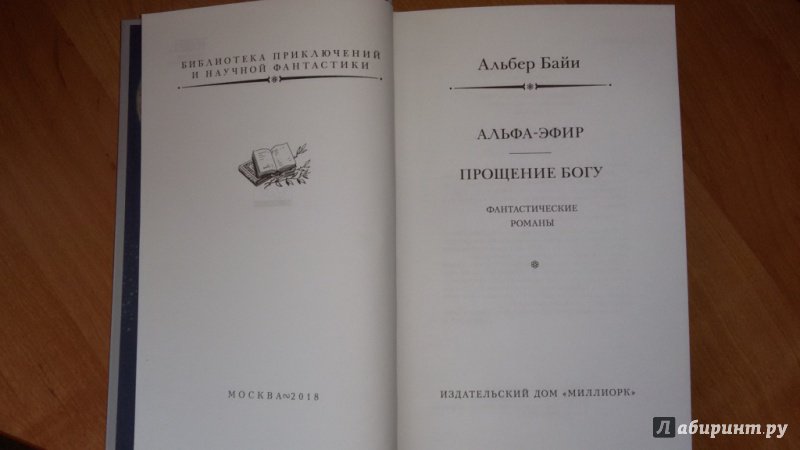 БИБЛИОТЕКА ПРИКЛЮЧЕНИЙ
И НАУЧНОЙ ФАНТАСТИКИ
МОСКВА~2018
Альбер Байи
АЛЬФА-ЭФИР
ПРОЩЕНИЕ БОГУ
ФАНТАСТИЧЕСКИЕ
РОМАНЫ
ИЗДАТЕЛЬСКИЙ ДОМ «МИЛЛИОРК»
Лабиринт.ру